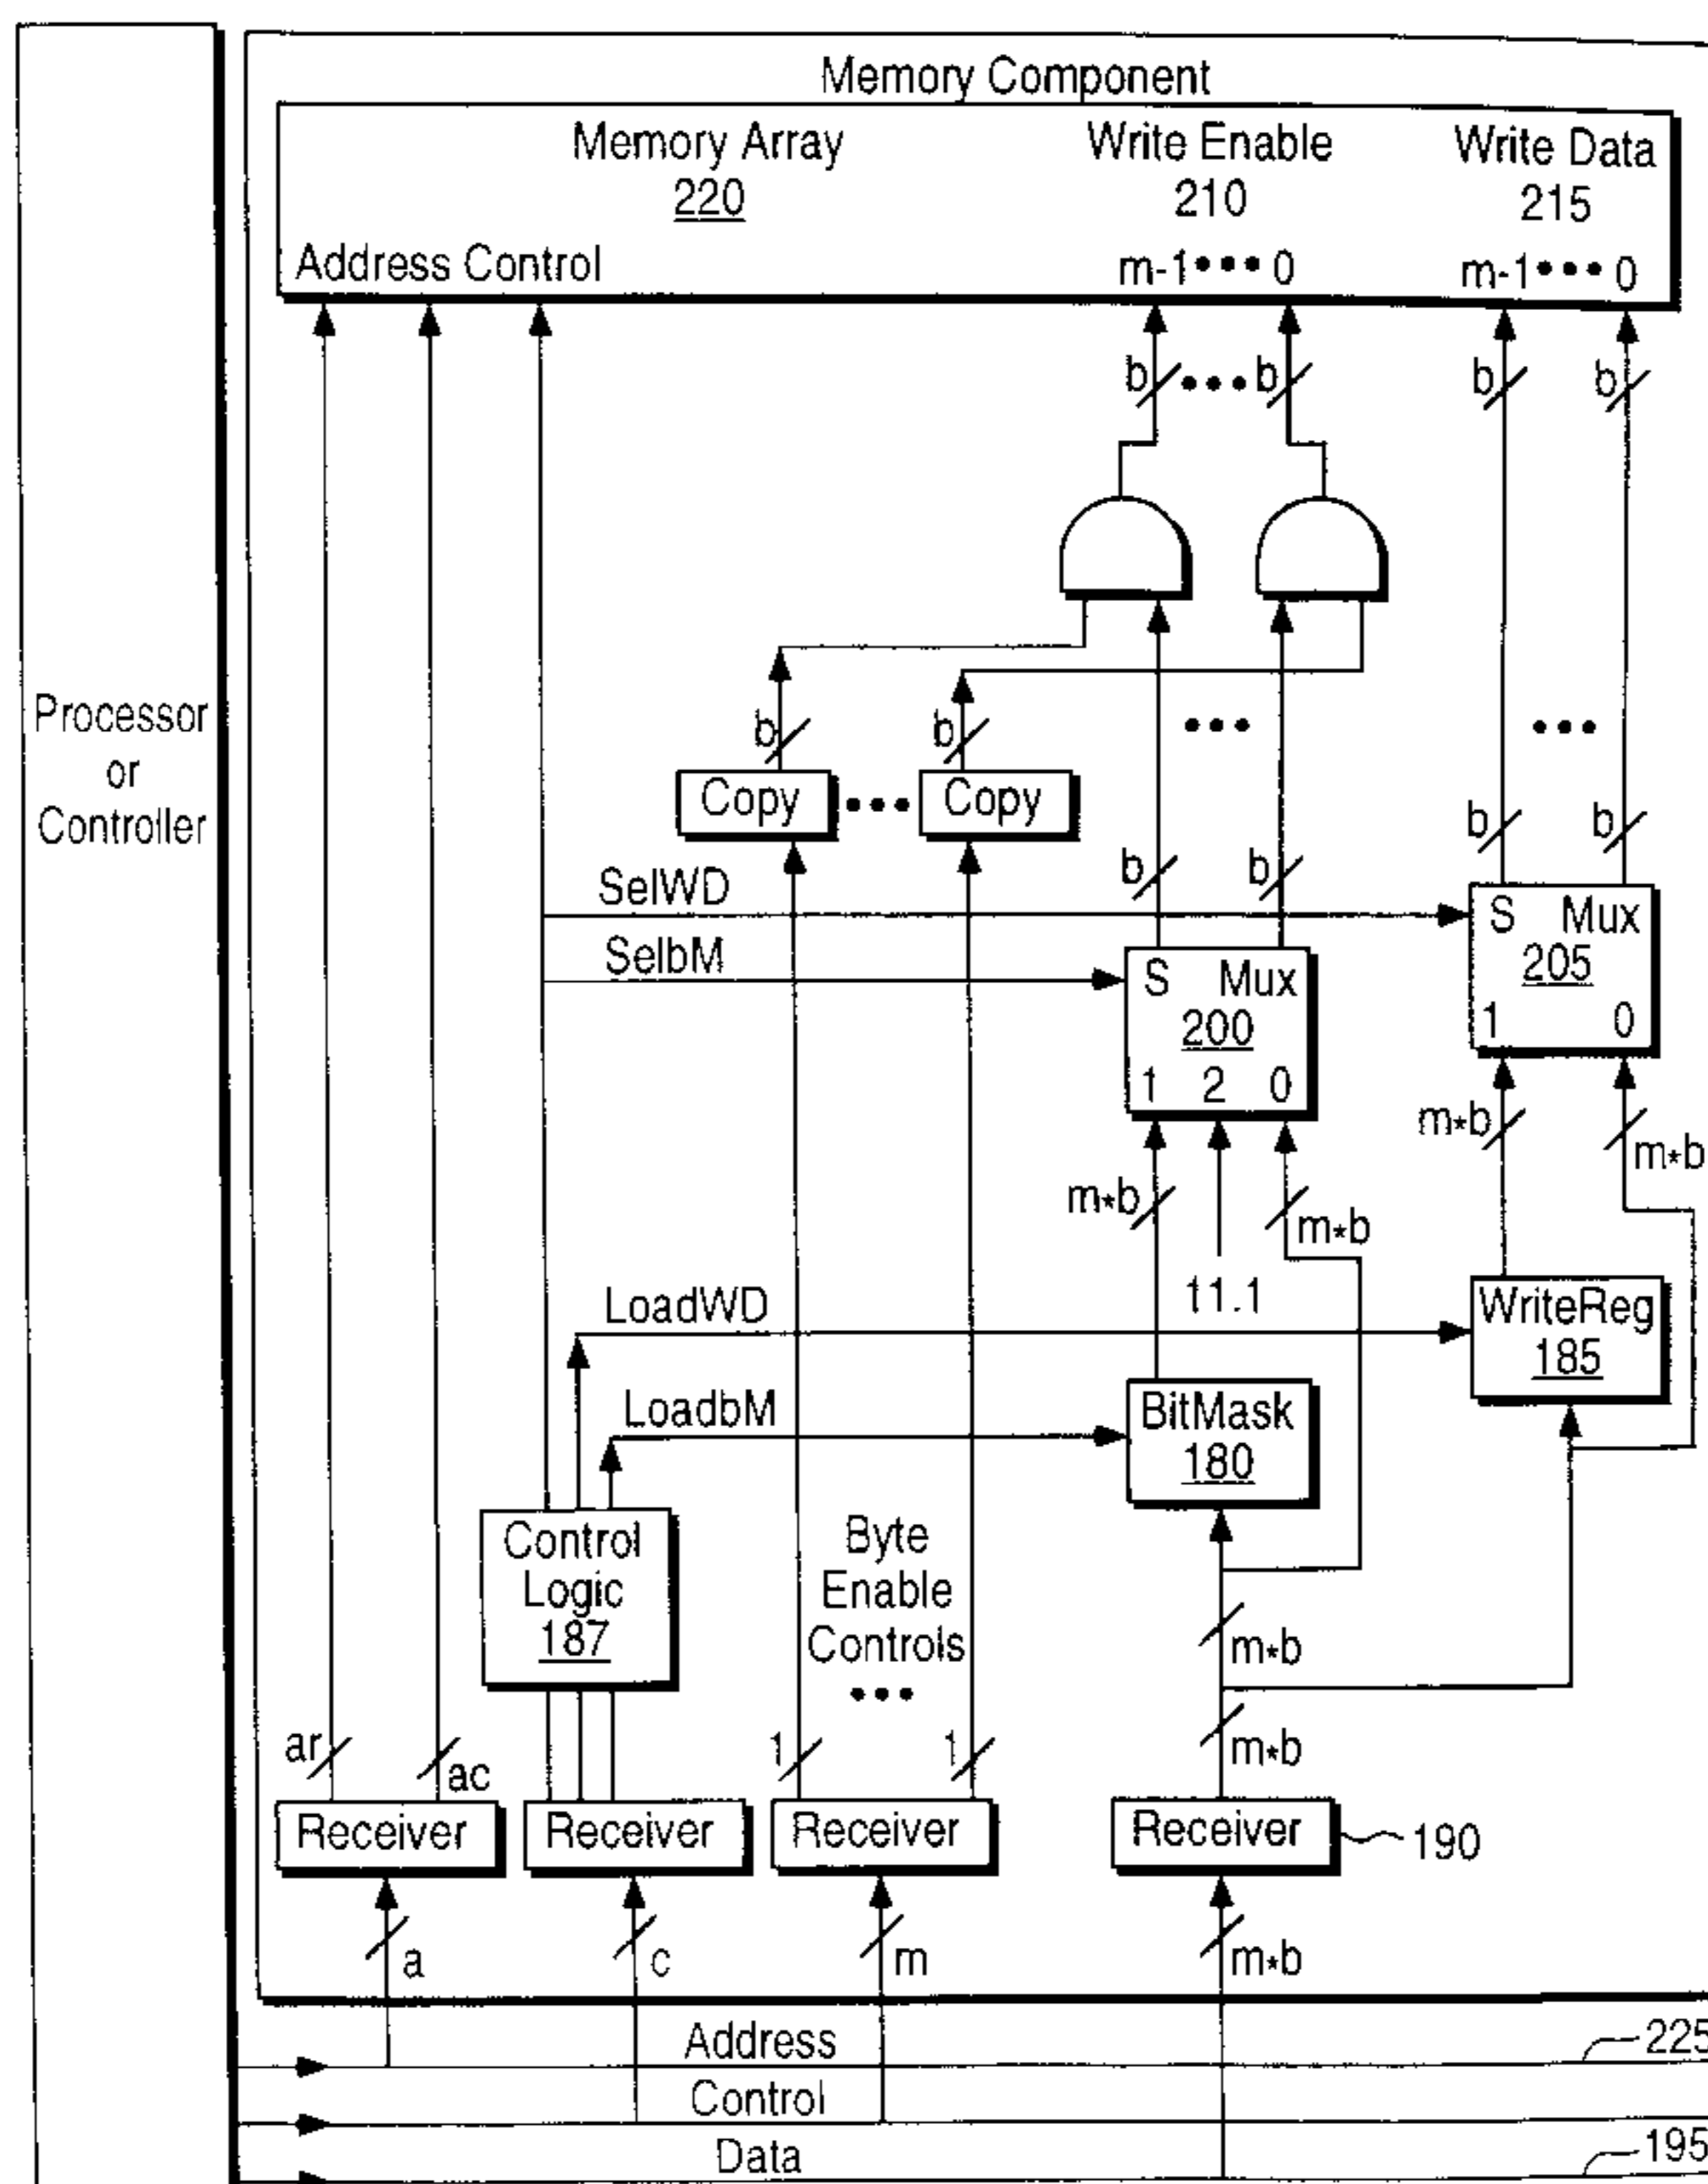 Memory Component
Memory Array
220
Write Enable
210
Write Data
215
Address Control
m-1••• 0
m-1••• 0
b
••• b
b
b
Processor
or
Controller
b
b
•••
•••
Copy ••• Copy
b
b
b
b
SelWD
SelbM
S Mux
205
1 0
S Mux
200
1 2 0
m*b
m*b
m*b
m*b
11.1
LoadWD
WriteReg
185
LoadbM
BitMask
180
Control
Logic
187
Byte
Enable
Controls
•••
m*b
m*b
ar
ac
1
1
Receiver
Receiver
Receiver
Receiver
190
a
c
m
m*b
Address
225
Control
Data
195